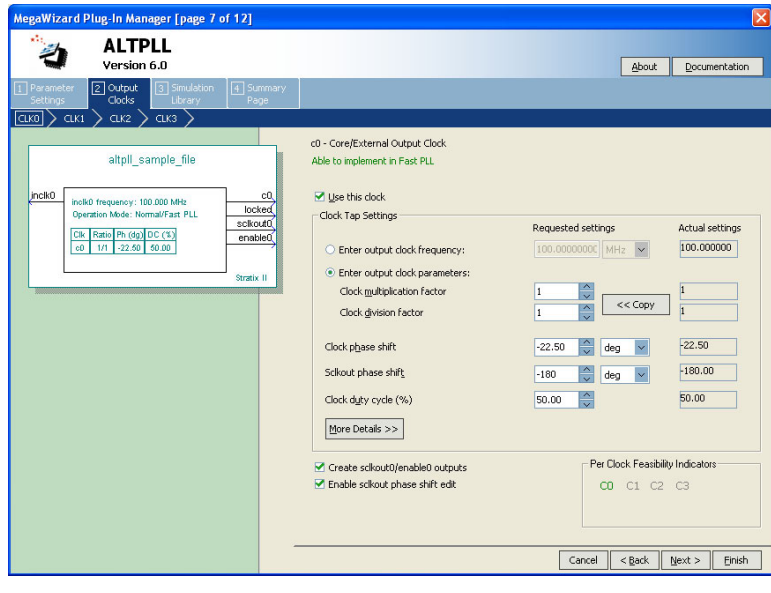 MegaWizard Plug-In Manager [page 7 of 12]
ALTPLL
Version 6.0
About
Documentation
1 Parameter Settings
2 Output Clocks
3 Simulation Library
4 Summary Page
CLK0
CLK1
CLK2
CLK3
altpll_sample_file
inclk0
inclk0 frequency: 100.000 MHz
Operation Mode: Normal/Fast PLL
Clk Ratio Ph (dg) DC (%)
c0 1/1 -22.50 50.00
c0
locked
sclkout0
enable0
Stratix II
c0 - Core/External Output Clock
Able to implement in Fast PLL
Use this clock
Clock Tap Settings
Requested settings
Actual settings
Enter output clock frequency:
100.0000000 MHz
100.000000
Enter output clock parameters:
Clock multiplication factor
1
<< Copy
1
Clock division factor
1
1
Clock phase shift
-22.50 deg
-22.50
Sclkout phase shift
-180 deg
-180.00
Clock duty cycle (%)
50.00
50.00
More Details >>
Create sclkout0/enable0 outputs
Enable sclkout phase shift edit
Per Clock Feasibility Indicators
C0 C1 C2 C3
Cancel
< Back
Next >
Finish